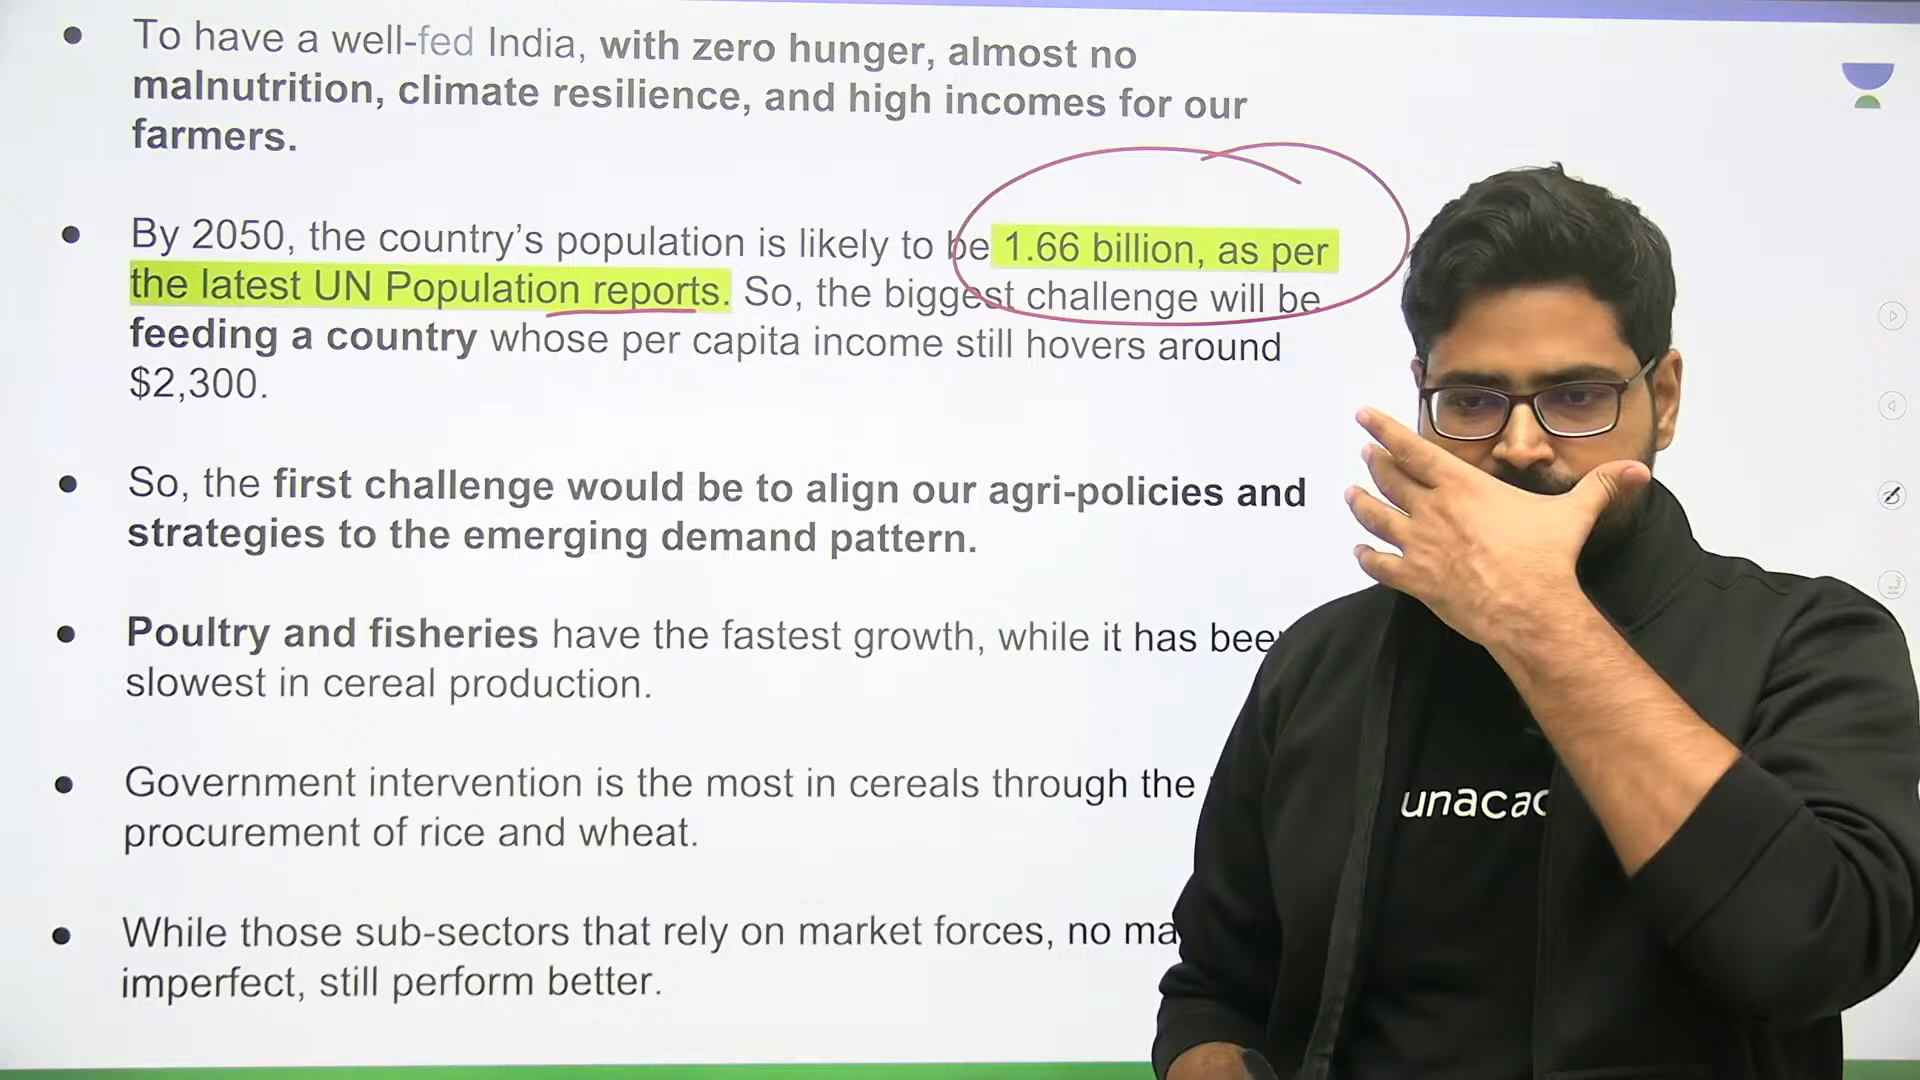 To have a well-fed India, with zero hunger, almost no
malnutrition, climate resilience, and high incomes for our
farmers.
By 2050, the country's population is likely to be 1.66 billion, as per
the latest UN Population reports. So, the biggest challenge will be
feeding a country whose per capita income still hovers around
$2,300.
So, the first challenge would be to align our agri-policies and
strategies to the emerging demand pattern.
Poultry and fisheries have the fastest growth, while it has
slowest in cereal production.
Government intervention is the most in cereals through the
procurement of rice and wheat.
While those sub-sectors that rely on market forces, no
imperfect, still perform better.
unacad